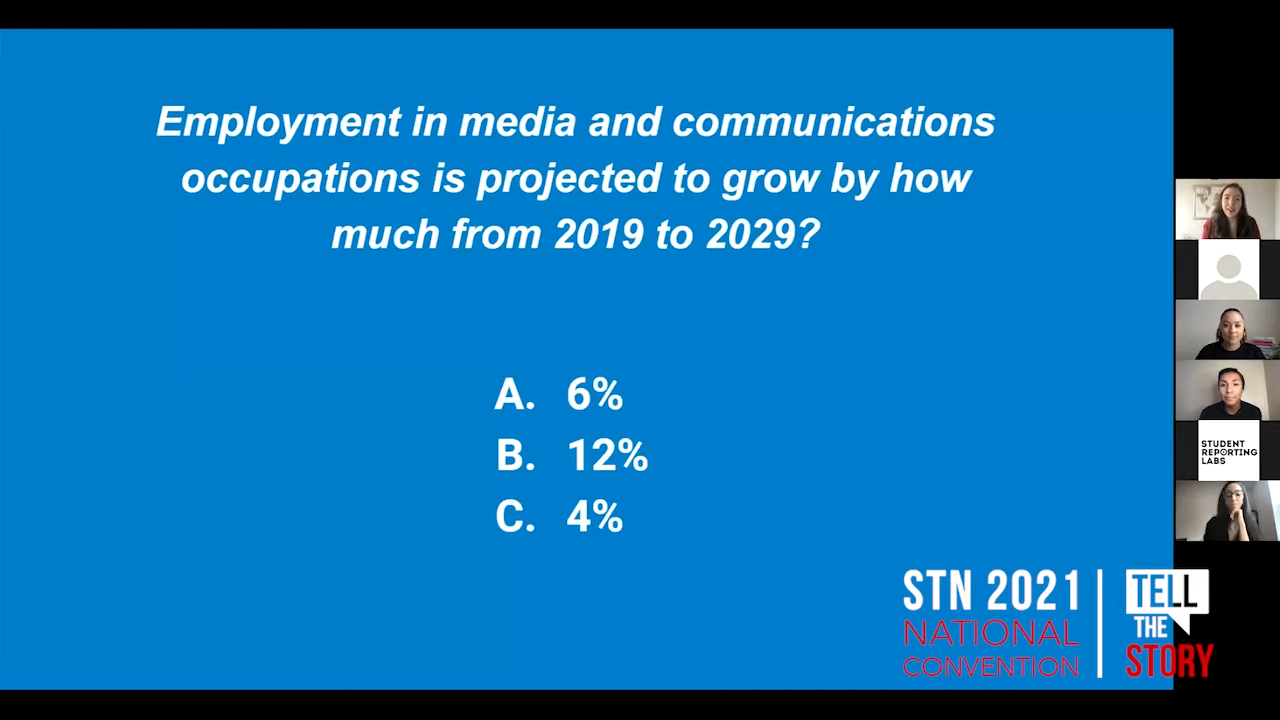 Employment in media and communications
occupations is projected to grow by how
much from 2019 to 2029?
A. 6%
B. 12%
C. 4%
STUDENT
REPORTING
LABS
STN 2021
NATIONAL
CONVENTION
TELL
THE
STORY